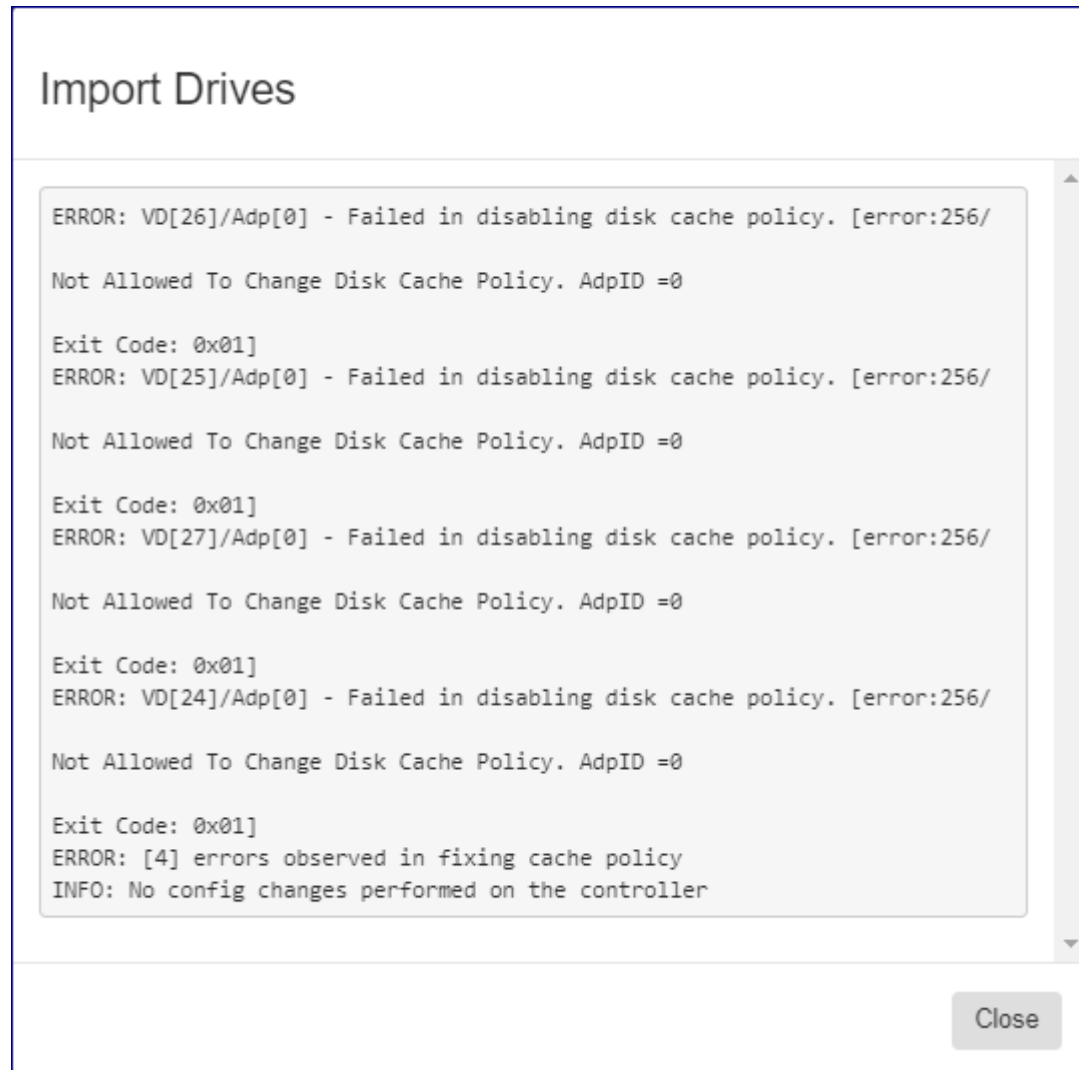 Import Drives
ERROR: VD[26]/Adp[0] - Failed in disabling disk cache policy. [error:256/
Not Allowed To Change Disk Cache Policy. AdpID =0
Exit Code: 0x01]
ERROR: VD[25]/Adp[0] - Failed in disabling disk cache policy. [error:256/
Not Allowed To Change Disk Cache Policy. AdpID =0
Exit Code: 0x01]
ERROR: VD[27]/Adp[0] - Failed in disabling disk cache policy. [error:256/
Not Allowed To Change Disk Cache Policy. AdpID =0
Exit Code: 0x01]
ERROR: VD[24]/Adp[0] - Failed in disabling disk cache policy. [error:256/
Not Allowed To Change Disk Cache Policy. AdpID =0
Exit Code: 0x01]
ERROR: [4] errors observed in fixing cache policy
INFO: No config changes performed on the controller
Close